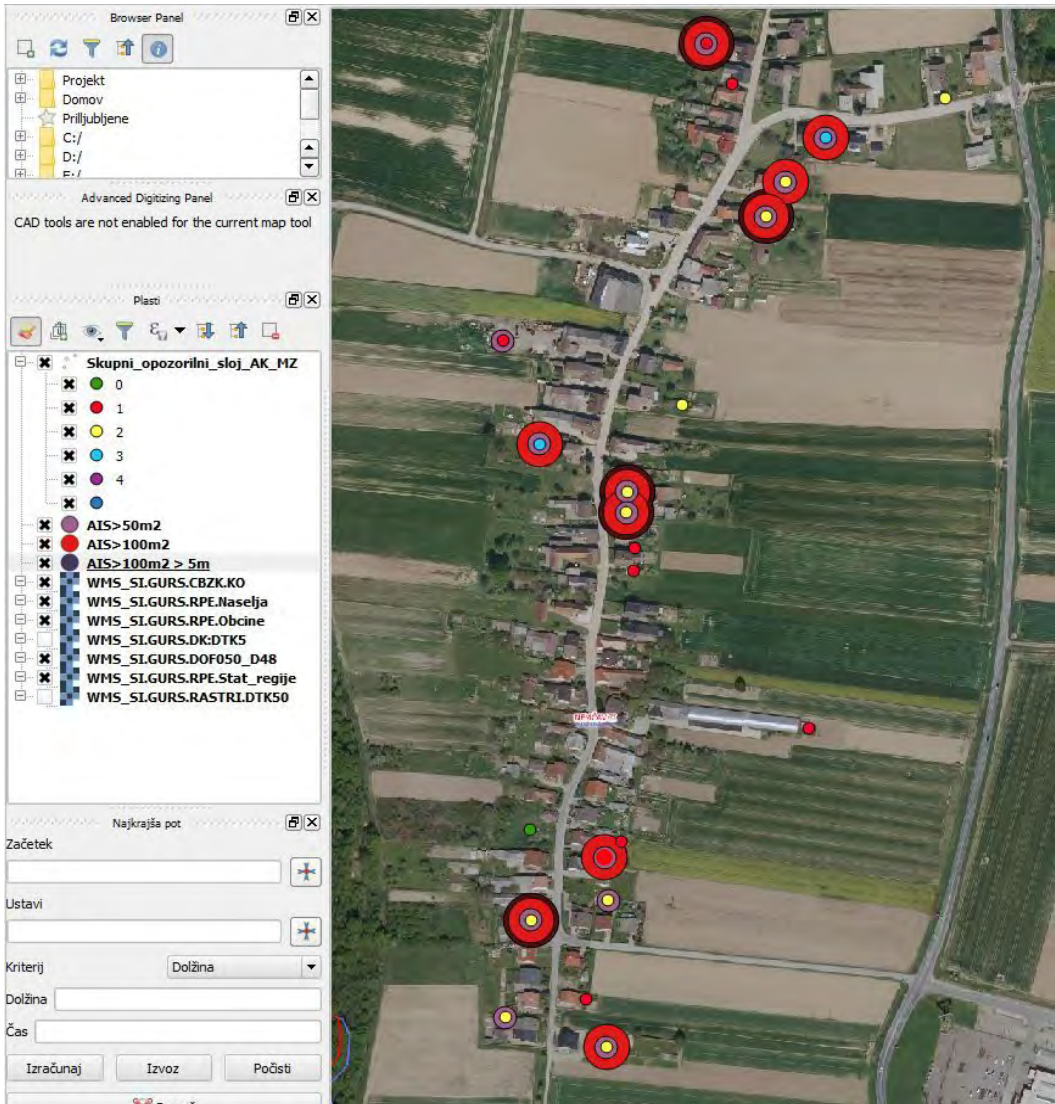 Browser Panel
Projekt
Domov
Priljubljene
C:/
D:/
E:/
Advanced Digitizing Panel
CAD tools are not enabled for the current map tool
Plasti
Skupni_opozorilni_sloj_AK_MZ
0
1
2
3
4
AIS>50m2
AIS>100m2
AIS>100m2 > 5m
WMS_SI.GURS.CBZK.KO
WMS_SI.GURS.RPE.Naselja
WMS_SI.GURS.RPE.Obcine
WMS_SI.GURS.DK:DTK5
WMS_SI.GURS.DOF050_D48
WMS_SI.GURS.RPE.Stat_regije
WMS_SI.GURS.RASTRI.DTK50
Najkrajša pot
Začetek
Ustavi
Kriterij
Dolžina
Dolžina
Čas
Izračunaj
Izvoz
Počisti